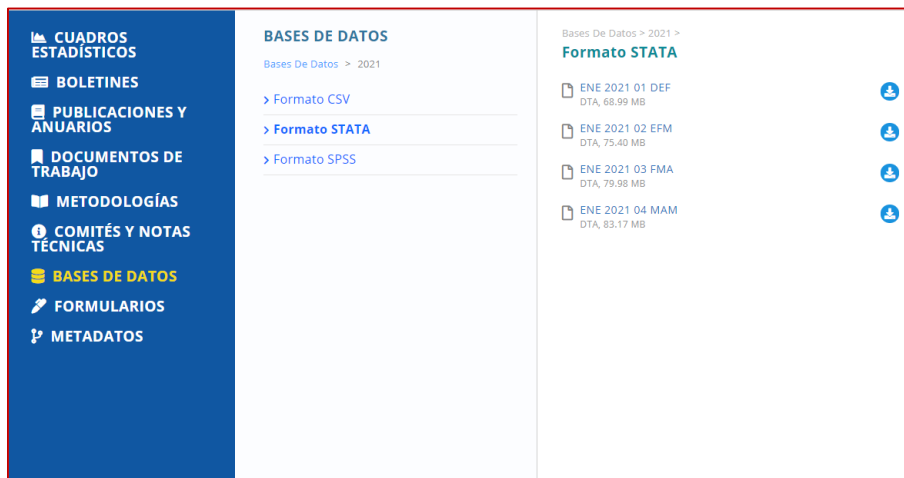 CUADROS
ESTADÍSTICOS
BOLETINES
PUBLICACIONES Y
ANUARIOS
DOCUMENTOS DE
TRABAJO
METODOLOGÍAS
COMITÉS Y NOTAS
TÉCNICAS
BASES DE DATOS
FORMULARIOS
METADATOS
BASES DE DATOS
Bases De Datos > 2021
> Formato CSV
> Formato STATA
> Formato SPSS
Bases De Datos > 2021 >
Formato STATA
ENE 2021 01 DEF
DTA, 68.99 MB
ENE 2021 02 EFM
DTA, 75.40 MB
ENE 2021 03 FMA
DTA, 79.98 MB
ENE 2021 04 MAM
DTA, 83.17 MB